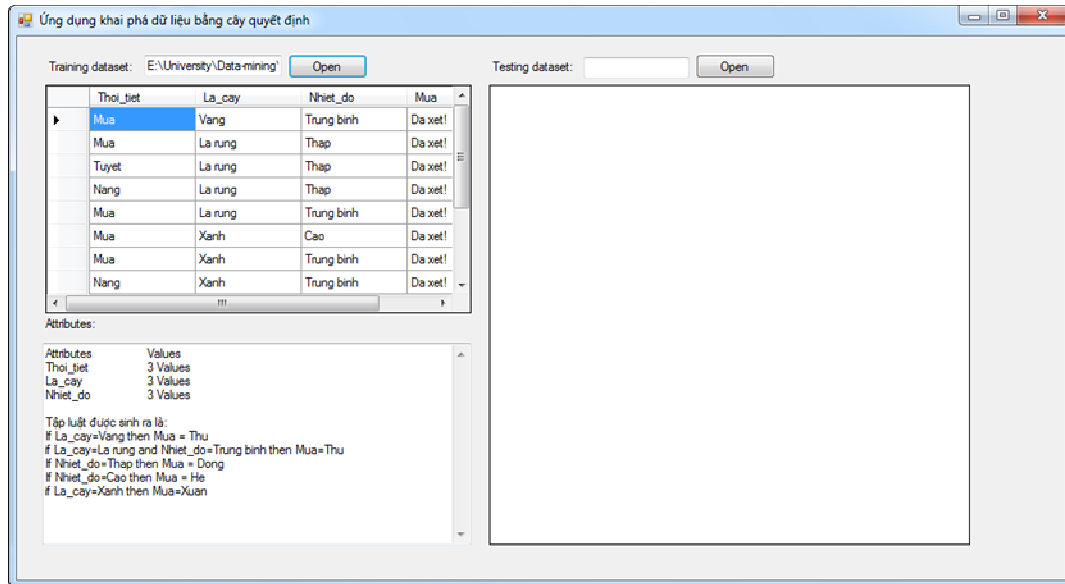 Ứng dụng khai phá dữ liệu bằng cây quyết định
Training dataset: E:\University\Data-mining\ Open Testing dataset: Open
Thoi_tiet La_cay Nhiet_do Mua
Mua Vang Trung binh Da xet!
Mua La rung Thap Da xet!
Tuyet La rung Thap Da xet!
Nang La rung Thap Da xet!
Mua La rung Trung binh Da xet!
Mua Xanh Cao Da xet!
Mua Xanh Trung binh Da xet!
Nang Xanh Trung binh Da xet!
Attributes:
Attributes Values
Thoi_tiet 3 Values
La_cay 3 Values
Nhiet_do 3 Values
Tập luật được sinh ra là:
If La_cay=Vang then Mua = Thu
if La_cay=La rung and Nhiet_do=Trung binh then Mua=Thu
If Nhiet_do=Thap then Mua = Dong
If Nhiet_do=Cao then Mua = He
if La_cay=Xanh then Mua=Xuan